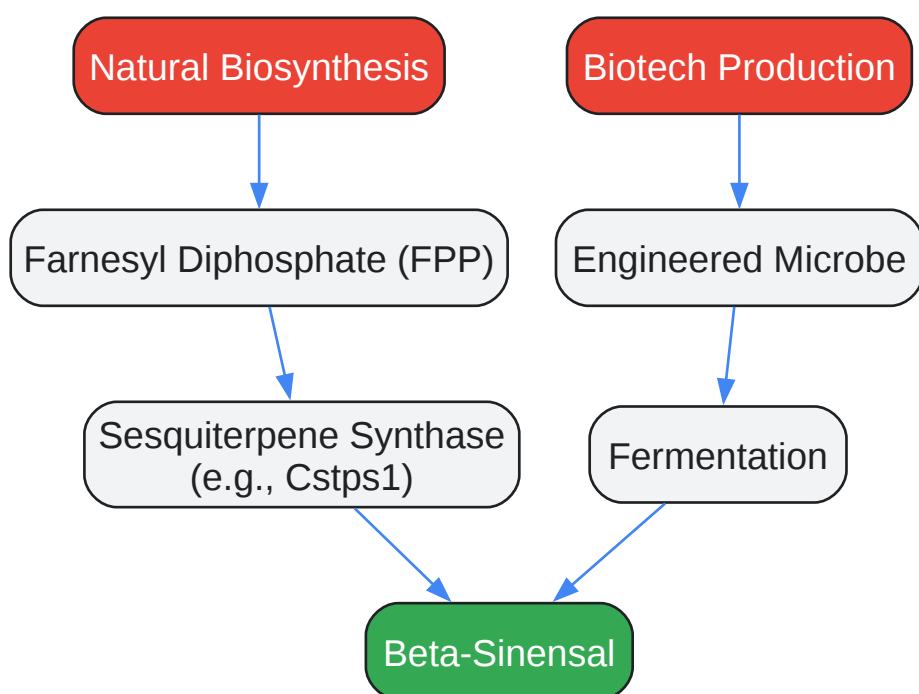 Natural Biosynthesis
Biotech Production
Farnesyl Diphosphate (FPP)
Engineered Microbe
Sesquiterpene Synthase
(e.g., Cstps1)
Fermentation
Beta-Sinensal